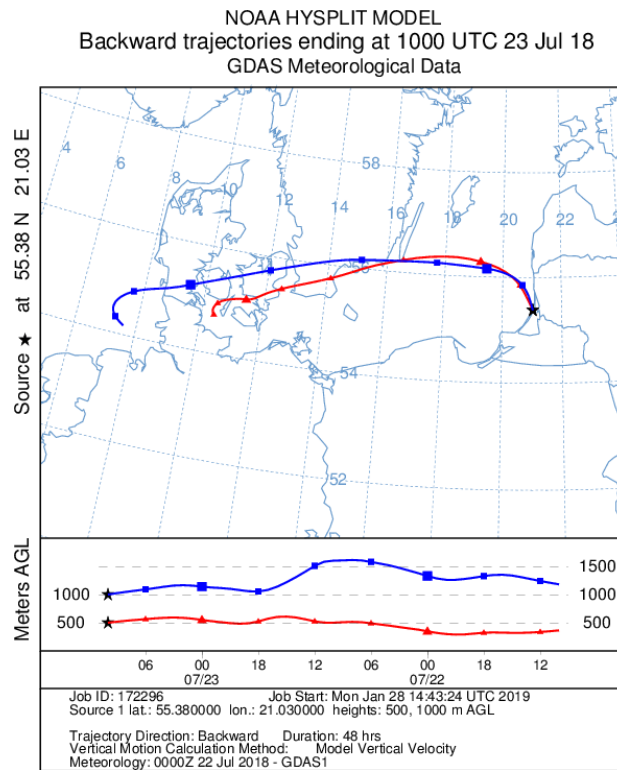 NOAA HYSPLIT MODEL
Backward trajectories ending at 1000 UTC 23 Jul 18
GDAS Meteorological Data
Source ★ at 55.38 N 21.03 E
4
6
8
10
12
14
16
18
20
22
58
54
52
Meters AGL
1500
1000 1000
500 500
06 00 18 12 06 00 18 12
07/23 07/22
Job ID: 172296 Job Start: Mon Jan 28 14:43:24 UTC 2019
Source 1 lat.: 55.380000 lon.: 21.030000 heights: 500, 1000 m AGL
Trajectory Direction: Backward Duration: 48 hrs
Vertical Motion Calculation Method: Model Vertical Velocity
Meteorology: 0000Z 22 Jul 2018 - GDAS1